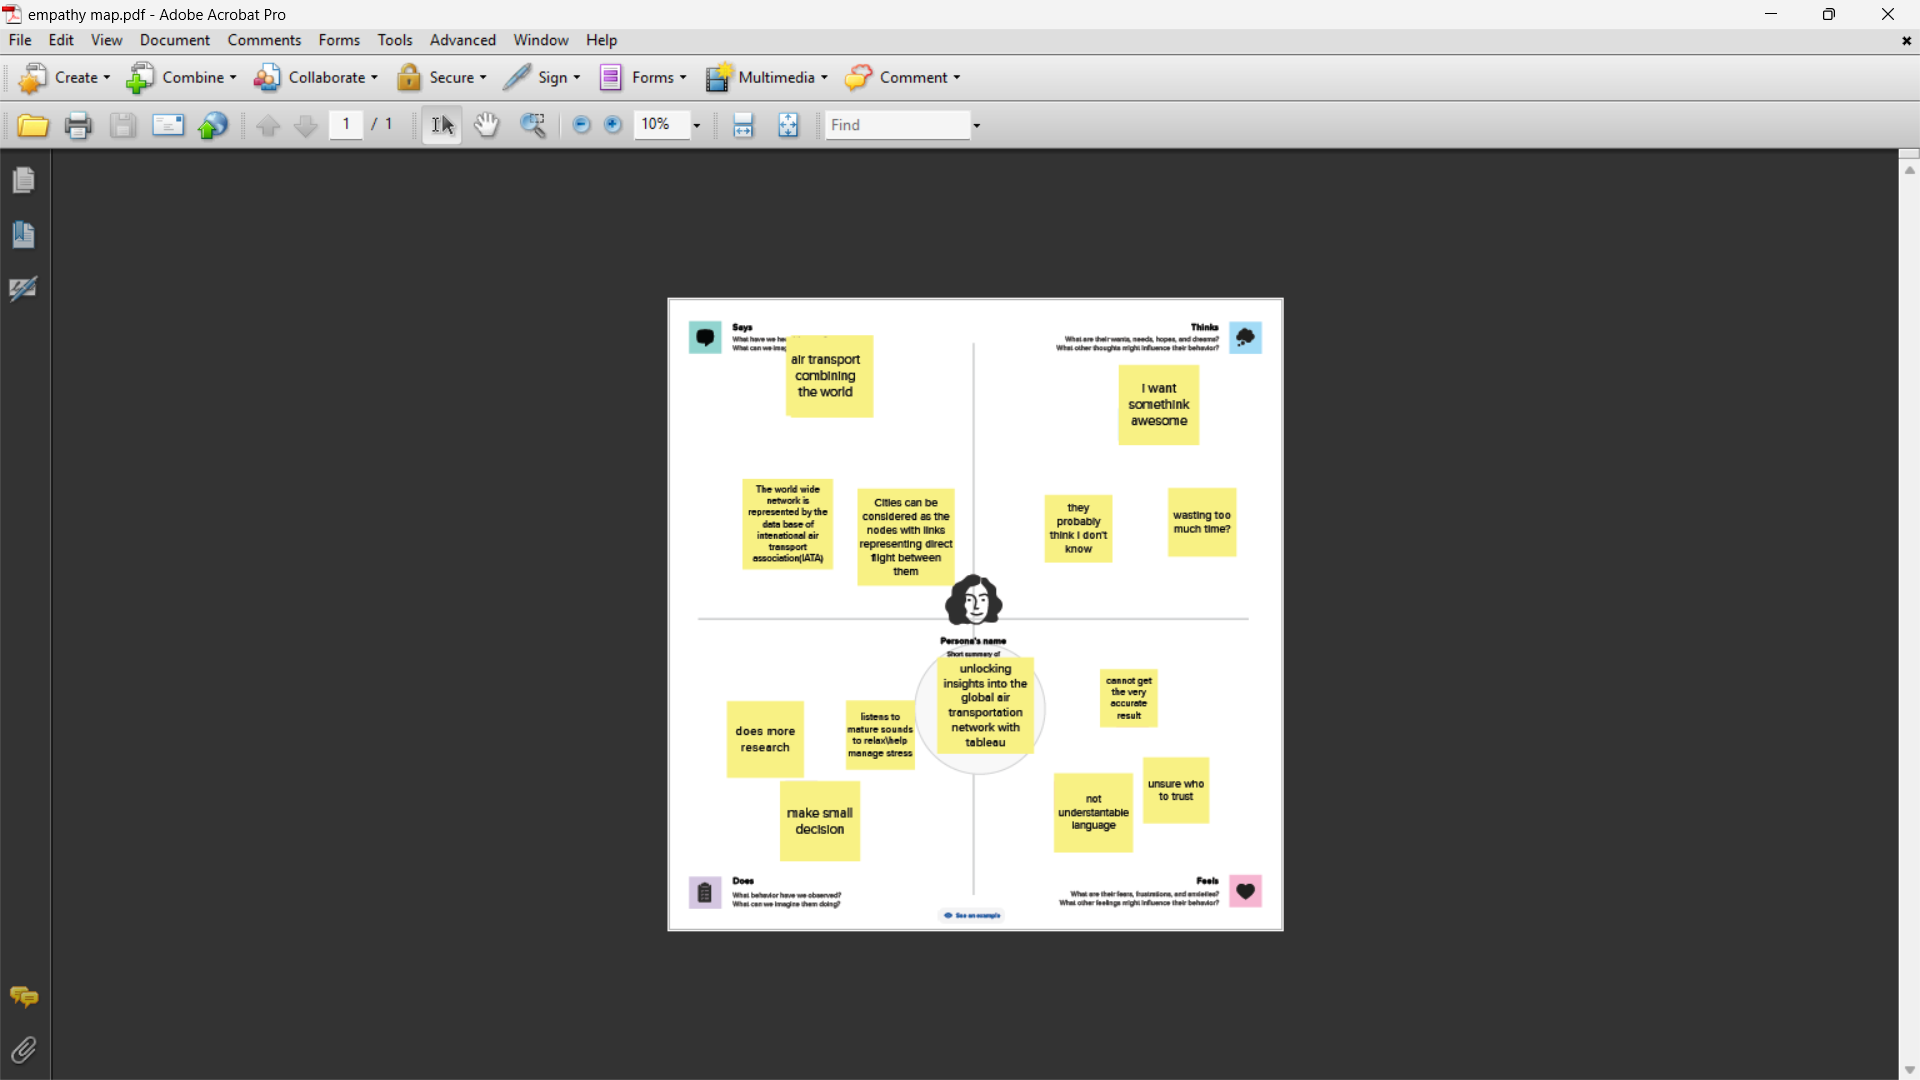 empathy map.pdf - Adobe Acrobat Pro
File Edit View Document Comments Forms Tools Advanced Window Help
Create Combine Collaborate Secure Sign Forms Multimedia Comment
1 / 1 10% Find
Says
What have we
What can we
air transport
combining
the world
Thinks
What are their wants, needs, hopes, and dreams?
What other thoughts might influence their behavior?
I want
somethink
awesome
The world wide
network is
represented by the
data base of
intenational air
transport
association(IATA)
Cities can be
considered as the
nodes with links
representing direct
flight between
them
they
probably
think I don't
know
wasting too
much time?
Persona's name
Short summary of
unlocking
insights into the
global air
transportation
network with
tableau
does more
research
listens to
mature sounds
to relax\help
manage stress
make small
decision
cannot get
the very
accurate
result
not
understantable
language
unsure who
to trust
Does
What behavior have we observed?
What can we imagine them doing?
Feels
What are their fears, frustrations, and anxieties?
What other feelings might influence their behavior?
See an example